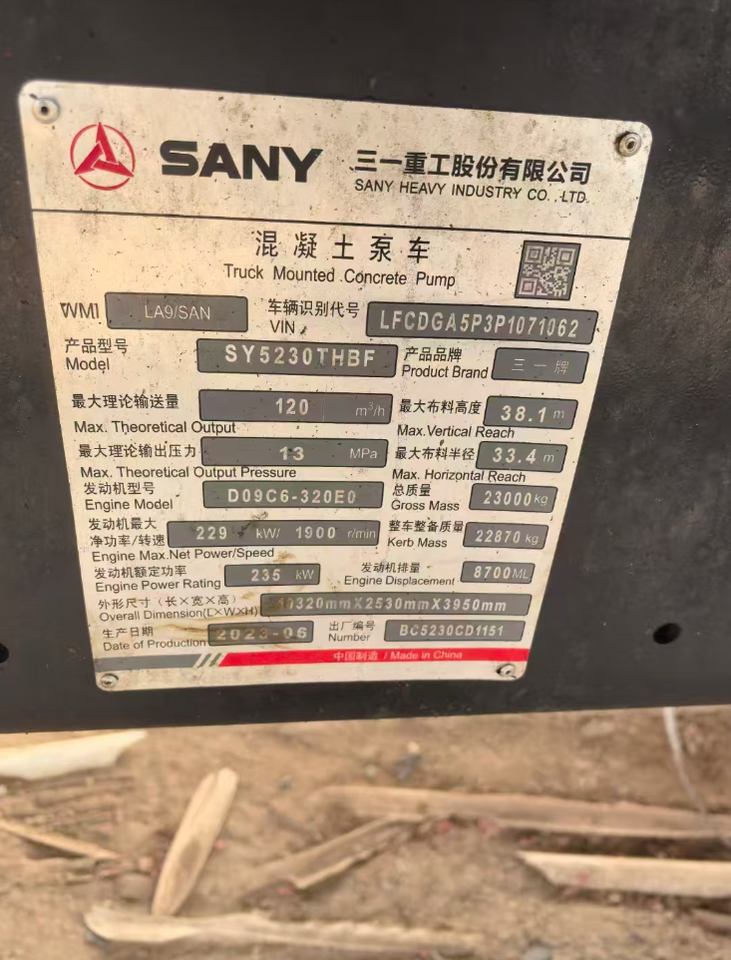 SANY 三一重工股份有限公司
SANY HEAVY INDUSTRY CO.,LTD.
混凝土泵车
Truck Mounted Concrete Pump
WMI LA9/SAN 车辆识别代号 VIN LFCDGA5P3P1071062
产品型号 Model SY5230THBF 产品品牌 Product Brand 三一牌
最大理论输送量 Max. Theoretical Output 120 m³/h 最大布料高度 Max.Vertical Reach 38.1 m
最大理论输出压力 Max. Theoretical Output Pressure 13 MPa 最大布料半径 Max. Horizontal Reach 33.4 m
发动机型号 Engine Model D09C6-320E0 总质量 Gross Mass 23000 kg
发动机最大净功率/转速 Engine Max.Net Power/Speed 229 kW/ 1900 r/min 整车整备质量 Kerb Mass 22870 kg
发动机额定功率 Engine Power Rating 235 kW 发动机排量 Engine Displacement 8700ML
外形尺寸（长×宽×高） Overall Dimension(L×W×H) 10320mmX2530mmX3950mm
生产日期 Date of Production 2023-06 出厂编号 Number BC5230CD1151
中国制造 / Made in China